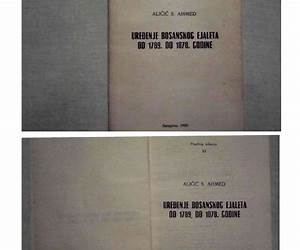 ALIČIĆ S. AHMED
UREĐENJE BOSANSKOG EJALETA
OD 1789. DO 1878. GODINE
Sarajevo, 1983.
ALIČIĆ S. AHMED
UREĐENJE BOSANSKOG EJALETA
OD 1789. DO 1878. GODINE